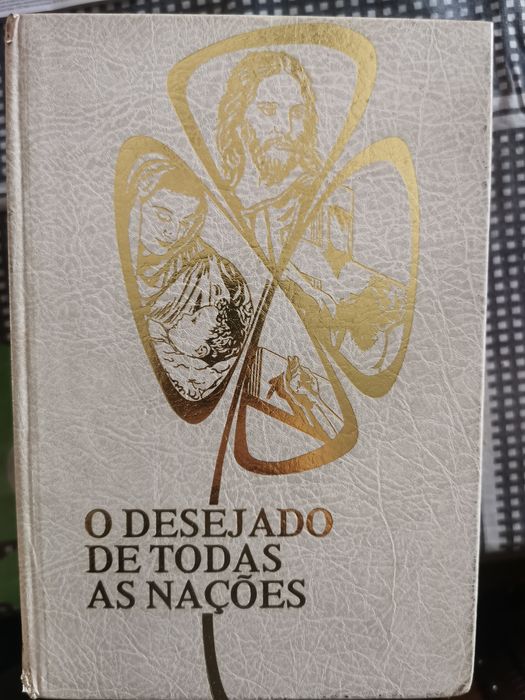 O DESEJADO
DE TODAS
AS NAÇÕES